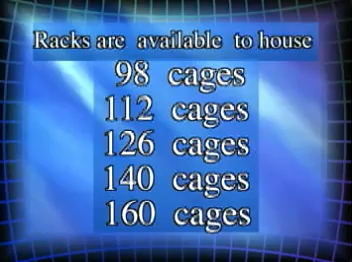 Racks are available to house
98 cages
112 cages
126 cages
140 cages
160 cages